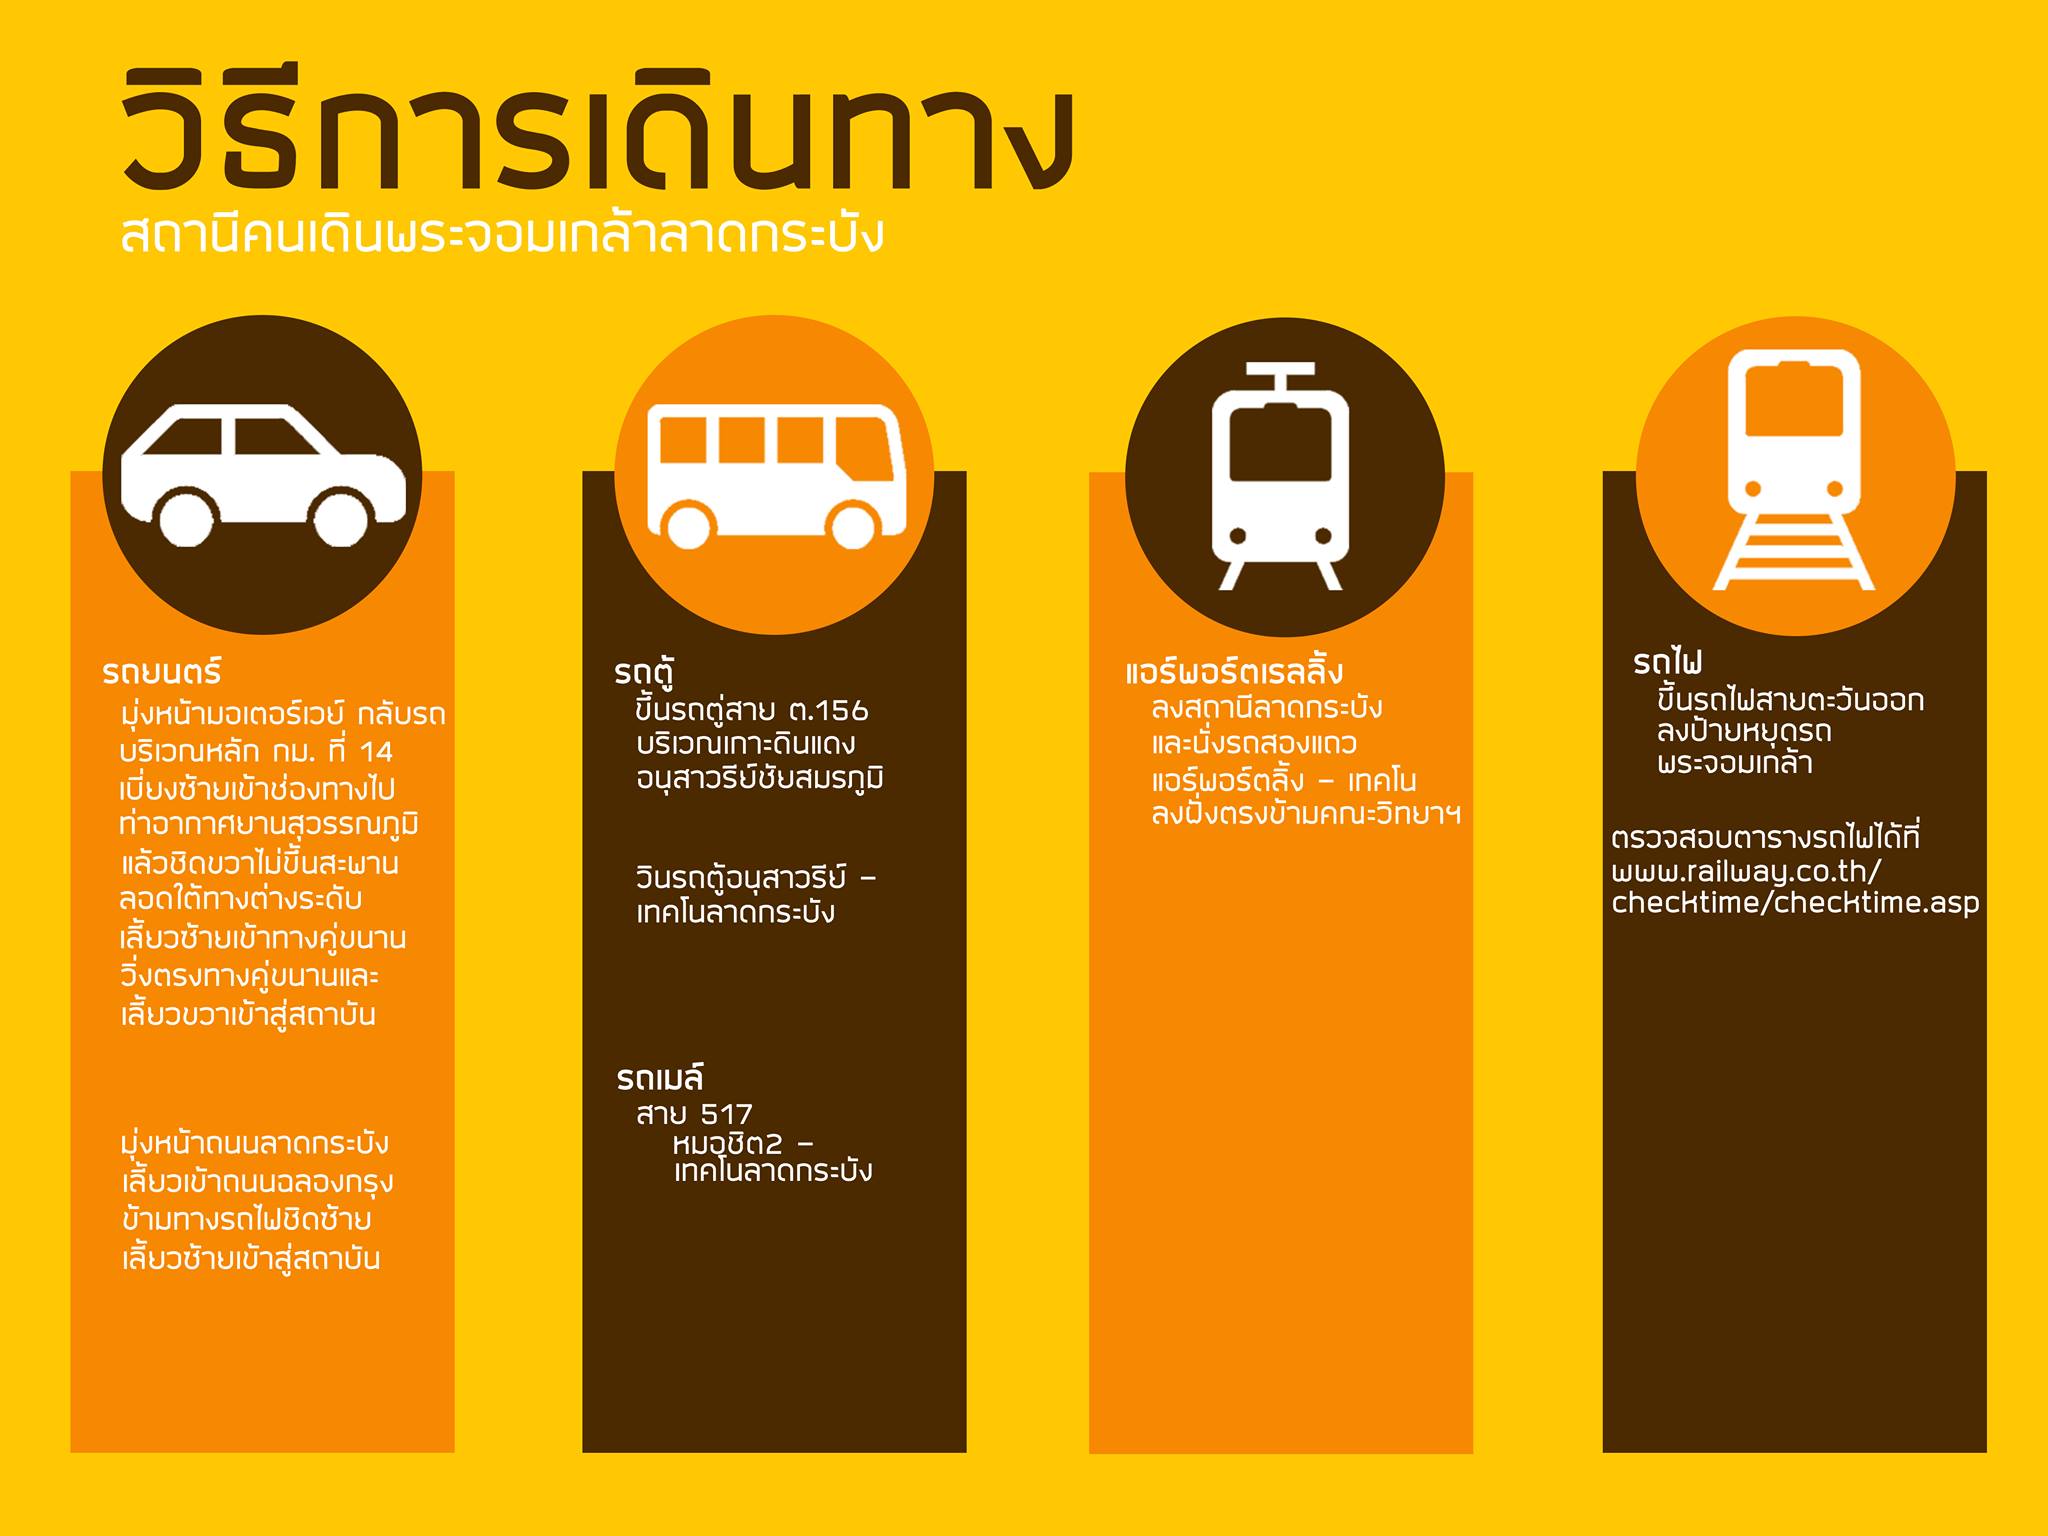 วิธีการเดินทาง
สถานีคนเดินพระจอมเกล้าลาดกระบัง
รถยนตร์
มุ่งหน้ามอเตอร์เวย์ กลับรถ
บริเวณหลัก กม. ที่ 14
เบี่ยงซ้ายเข้าช่องทางไป
ท่าอากาศยานสุวรรณภูมิ
แล้วชิดขวาไม่ขึ้นสะพาน
ลอดใต้ทางต่างระดับ
เลี้ยวซ้ายเข้าทางคู่ขนาน
วิ่งตรงทางคู่ขนานและ
เลี้ยวขวาเข้าสู่สถาบัน
มุ่งหน้าถนนลาดกระบัง
เลี้ยวเข้าถนนฉลองกรุง
ข้ามทางรถไฟชิดซ้าย
เลี้ยวซ้ายเข้าสู่สถาบัน
รถตู้
ขึ้นรถตู่สาย ต.156
บริเวณเกาะดินแดง
อนุสาวรีย์ชัยสมรภูมิ
วินรถตู้อนุสาวรีย์ –
เทคโนลาดกระบัง
รถเมล์
สาย 517
หมอชิต2 –
เทคโนลาดกระบัง
แอร์พอร์ตเรลลิ้ง
ลงสถานีลาดกระบัง
และนั่งรถสองแถว
แอร์พอร์ตลิ้ง – เทคโน
ลงฝั่งตรงข้ามคณะวิทยาฯ
รถไฟ
ขึ้นรถไฟสายตะวันออก
ลงป้ายหยุดรถ
พระจอมเกล้า
ตรวจสอบตารางรถไฟได้ที่
www.railway.co.th/
checktime/checktime.asp